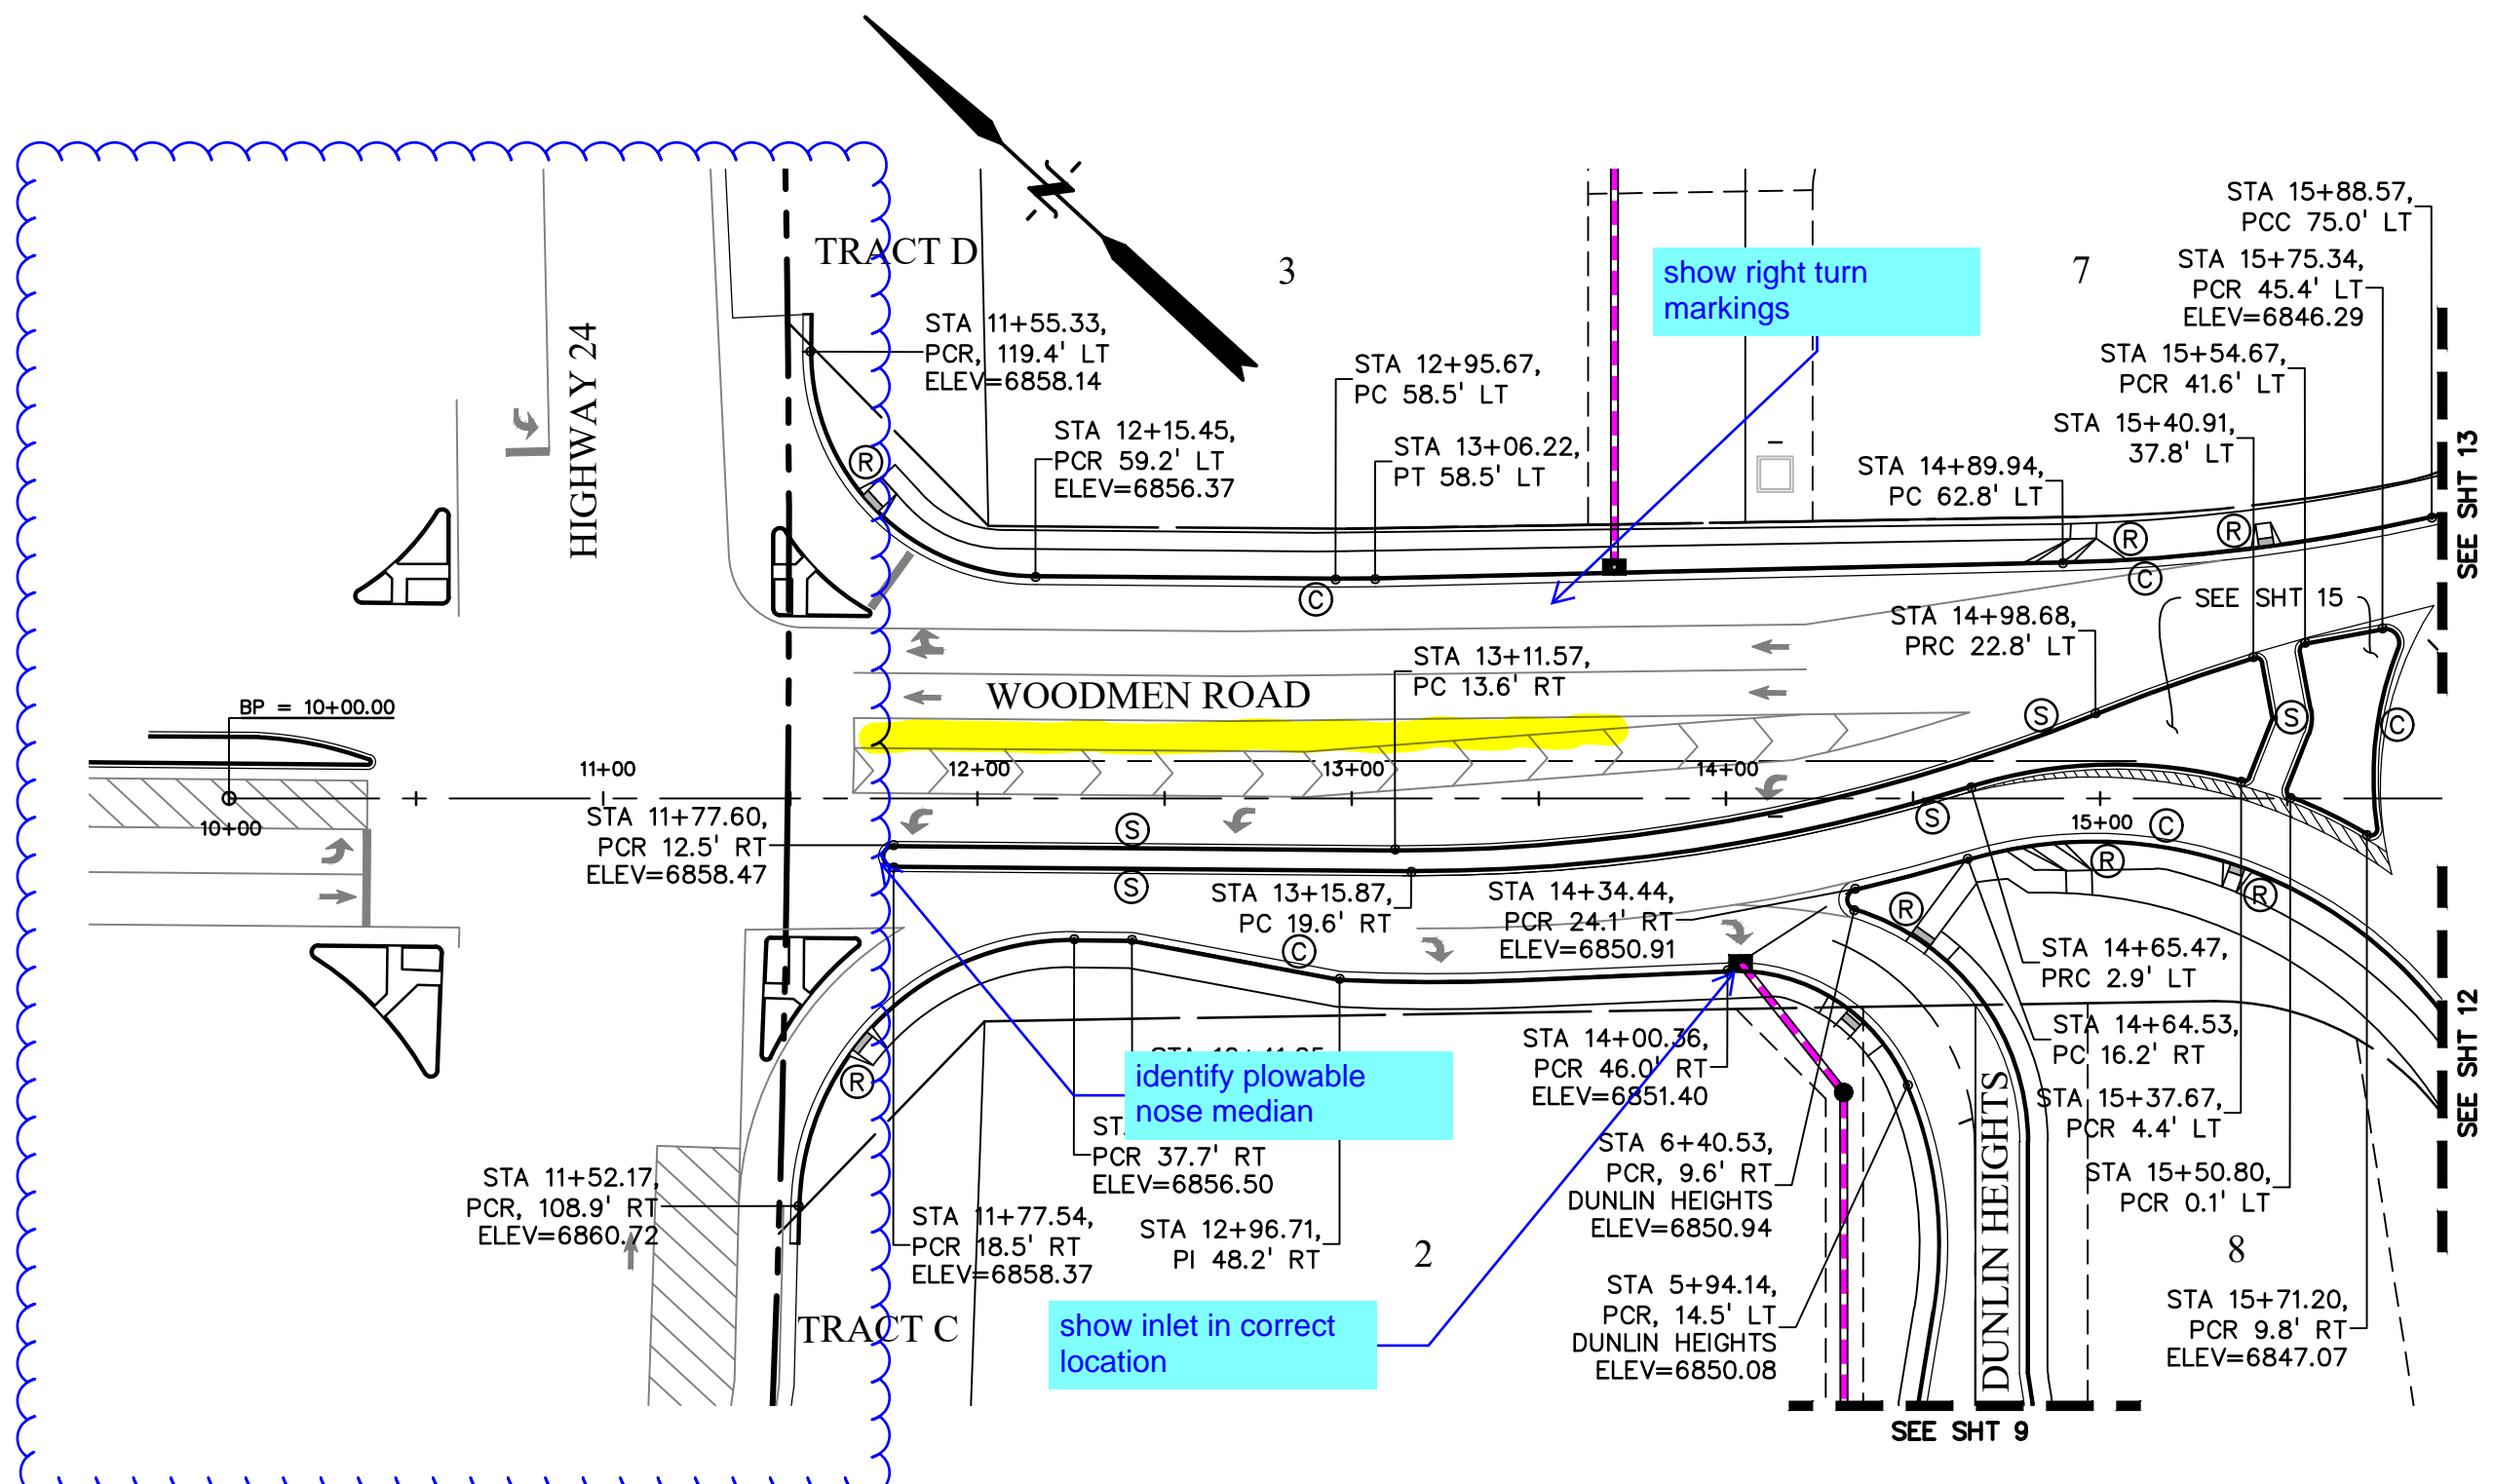 STA 15+88.57,
PCC 75.0' LT
STA 15+75.34,
PCR 45.4' LT
ELEV=6846.29
STA 15+54.67,
PCR 41.6' LT
STA 15+40.91,
37.8' LT
TRACT D
3
show right turn
markings
7
HIGHWAY 24
STA 11+55.33,
PCR, 119.4' LT
ELEV=6858.14
STA 12+95.67,
PC 58.5' LT
STA 12+15.45,
PCR 59.2' LT
ELEV=6856.37
STA 13+06.22,
PT 58.5' LT
STA 14+89.94,
PC 62.8' LT
SEE SHT 13
R
R
R
C
C
SEE SHT 15
STA 14+98.68,
PRC 22.8' LT
STA 13+11.57,
PC 13.6' RT
WOODMEN ROAD
BP = 10+00.00
S
S
C
10+00
11+00
12+00
13+00
14+00
15+00
STA 11+77.60,
PCR 12.5' RT
ELEV=6858.47
S
S
S
C
R
R
R
STA 13+15.87,
PC 19.6' RT
C
STA 14+34.44,
PCR 24.1' RT
ELEV=6850.91
STA 14+65.47,
PRC 2.9' LT
STA 14+64.53,
PC 16.2' RT
SEE SHT 12
STA 14+00.36,
PCR 46.0' RT
ELEV=6851.40
R
identify plowable
nose median
PCR 37.7' RT
ELEV=6856.50
STA 15+37.67,
PCR 4.4' LT
STA 6+40.53,
PCR, 9.6' RT
DUNLIN HEIGHTS
ELEV=6850.94
DUNLIN HEIGHTS
STA 15+50.80,
PCR 0.1' LT
STA 11+52.17,
PCR, 108.9' RT
ELEV=6860.72
STA 11+77.54,
PCR 18.5' RT
ELEV=6858.37
STA 12+96.71,
PI 48.2' RT
2
8
STA 5+94.14,
PCR, 14.5' LT
DUNLIN HEIGHTS
ELEV=6850.08
STA 15+71.20,
PCR 9.8' RT
ELEV=6847.07
TRACT C
show inlet in correct
location
SEE SHT 9